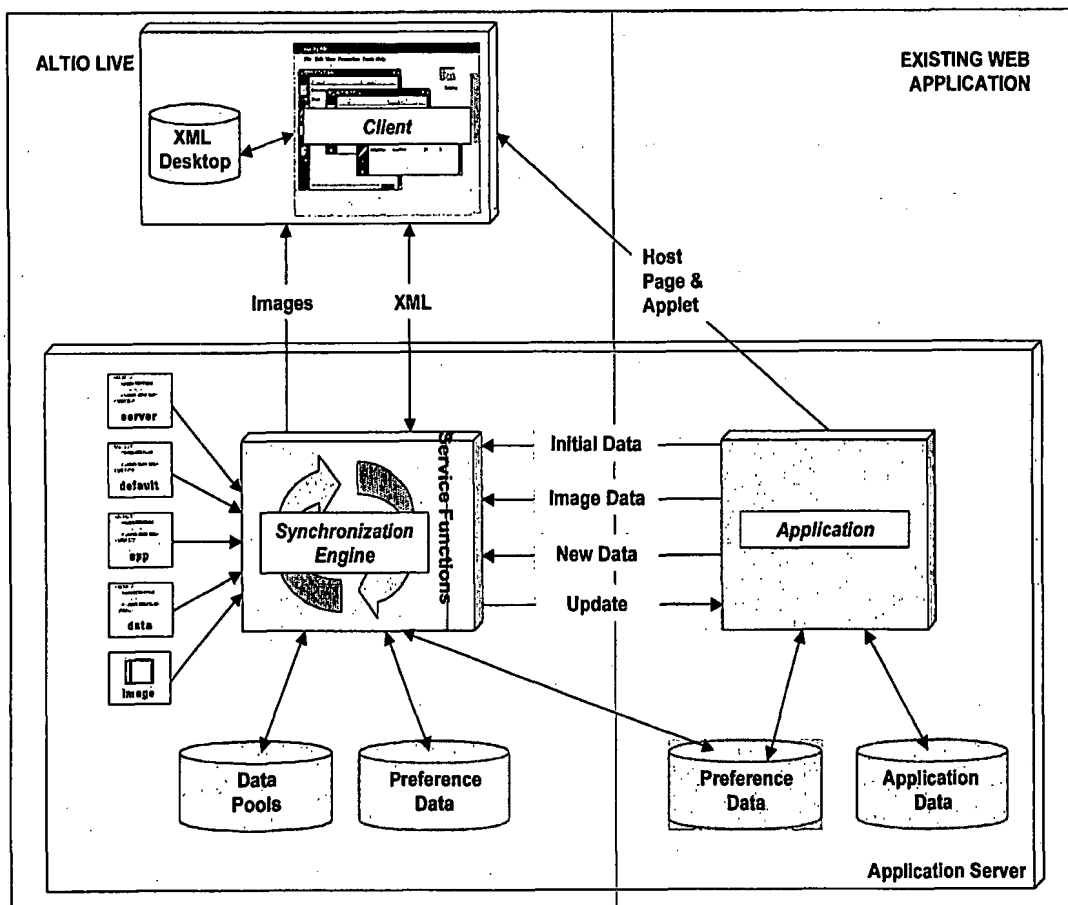 ALTIO LIVE
EXISTING WEB
APPLICATION
XML
Desktop
Client
Host
Page &
Applet
Images
XML
server
default
app
data
image
Synchronization
Engine
Service Functions
Initial Data
Image Data
New Data
Update
Application
Data
Pools
Preference
Data
Preference
Data
Application
Data
Application Server